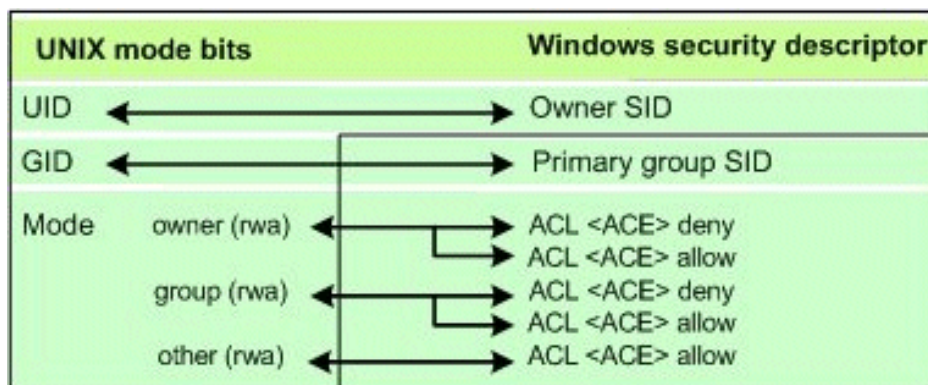 UNIX mode bits Windows security descriptor
UID Owner SID
GID Primary group SID
Mode owner (rwa) ACL <ACE> deny
ACL <ACE> allow
group (rwa) ACL <ACE> deny
ACL <ACE> allow
other (rwa) ACL <ACE> allow